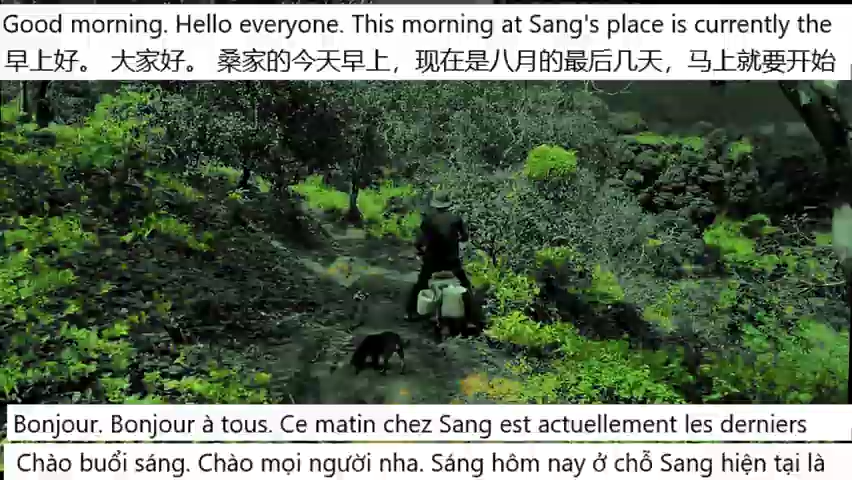 Good morning. Hello everyone. This morning at Sang's place is currently the
早上好。 大家好。 桑家的今天早上，现在是八月的最后几天，马上就要开始
Bonjour. Bonjour à tous. Ce matin chez Sang est actuellement les derniers
Chào buổi sáng. Chào mọi người nha. Sáng hôm nay ở chỗ Sang hiện tại là